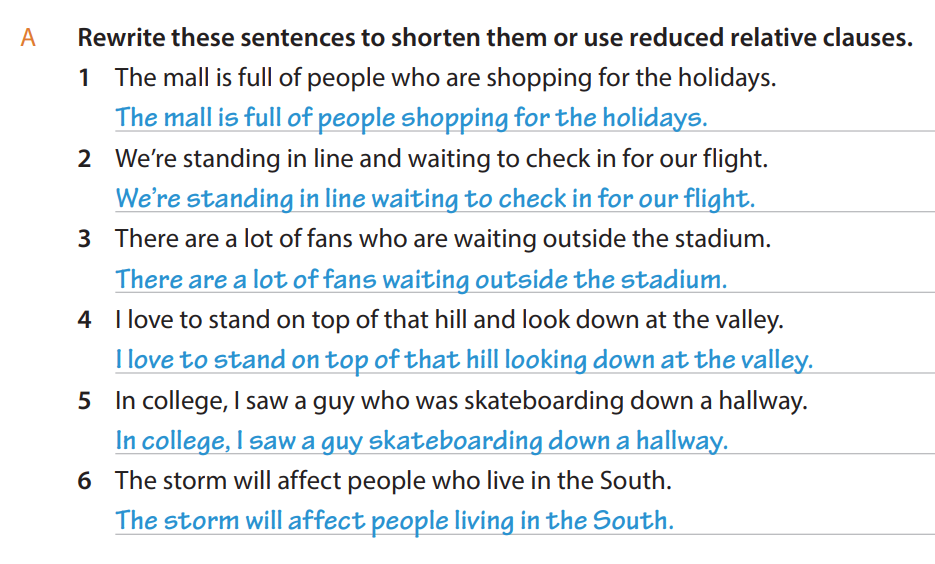 A Rewrite these sentences to shorten them or use reduced relative clauses.
1 The mall is full of people who are shopping for the holidays.
The mall is full of people shopping for the holidays.
2 We’re standing in line and waiting to check in for our flight.
We’re standing in line waiting to check in for our flight.
3 There are a lot of fans who are waiting outside the stadium.
There are a lot of fans waiting outside the stadium.
4 I love to stand on top of that hill and look down at the valley.
I love to stand on top of that hill looking down at the valley.
5 In college, I saw a guy who was skateboarding down a hallway.
In college, I saw a guy skateboarding down a hallway.
6 The storm will affect people who live in the South.
The storm will affect people living in the South.